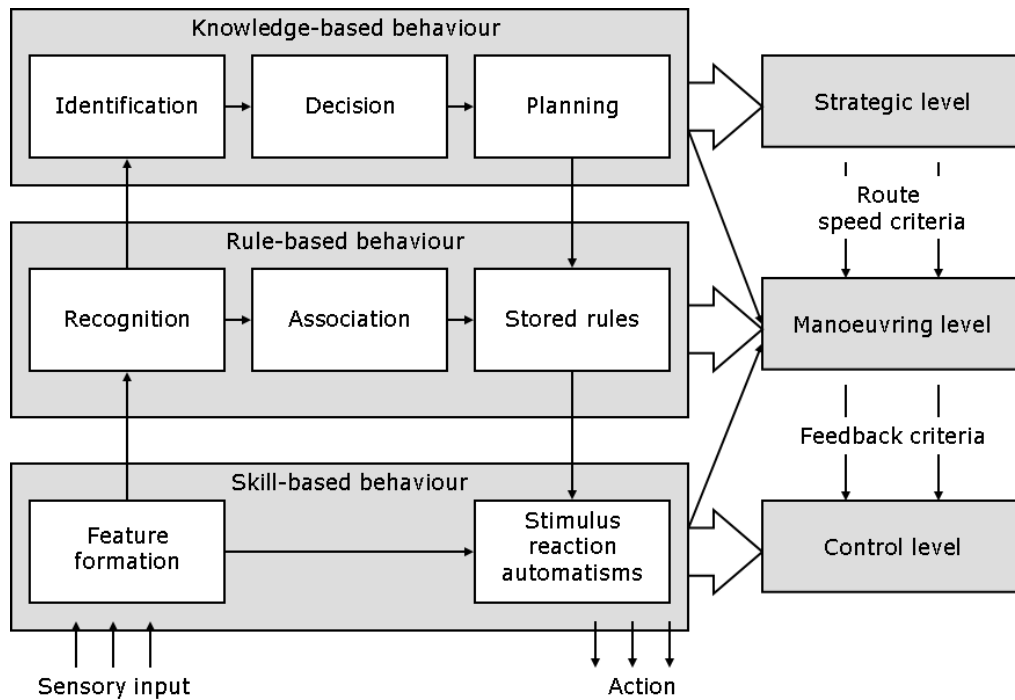 Knowledge-based behaviour
Identification
Decision
Planning
Strategic level
Route
speed criteria
Rule-based behaviour
Recognition
Association
Stored rules
Manoeuvring level
Feedback criteria
Skill-based behaviour
Feature
formation
Stimulus
reaction
automatisms
Control level
Sensory input
Action